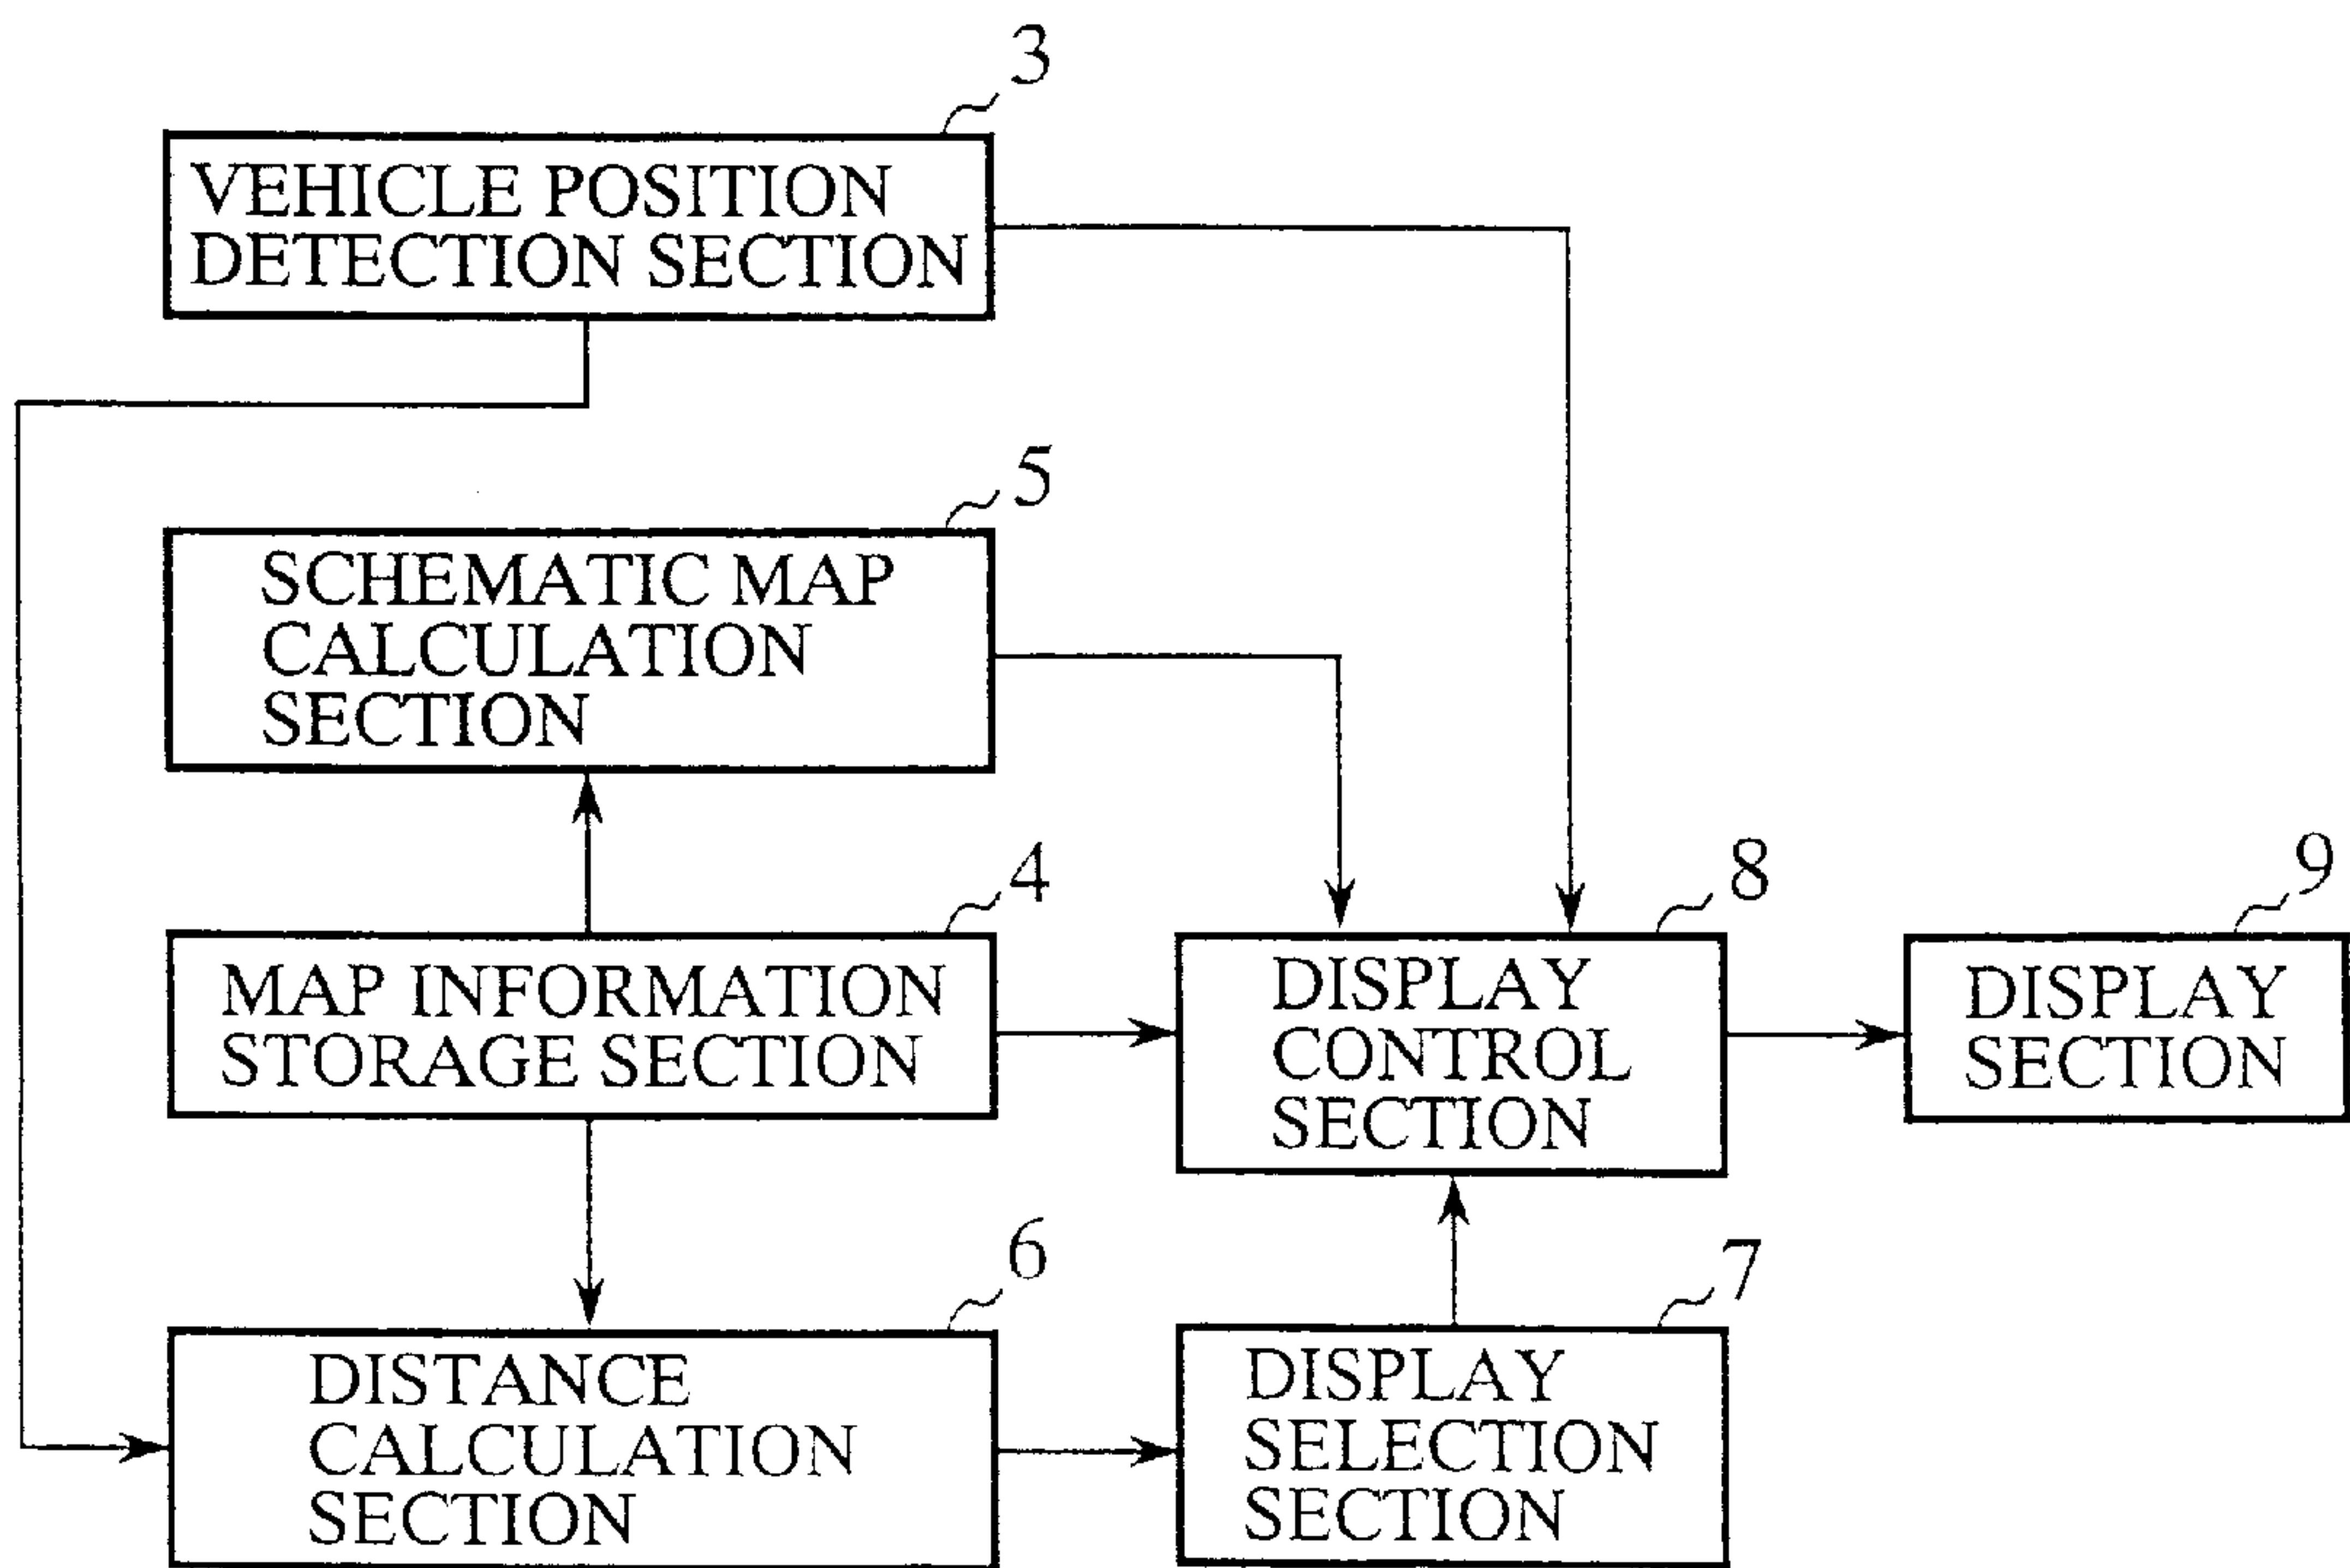 3
VEHICLE POSITION
DETECTION SECTION
5
SCHEMATIC MAP
CALCULATION
SECTION
4
MAP INFORMATION
STORAGE SECTION
8
DISPLAY
CONTROL
SECTION
9
DISPLAY
SECTION
6
DISTANCE
CALCULATION
SECTION
7
DISPLAY
SELECTION
SECTION